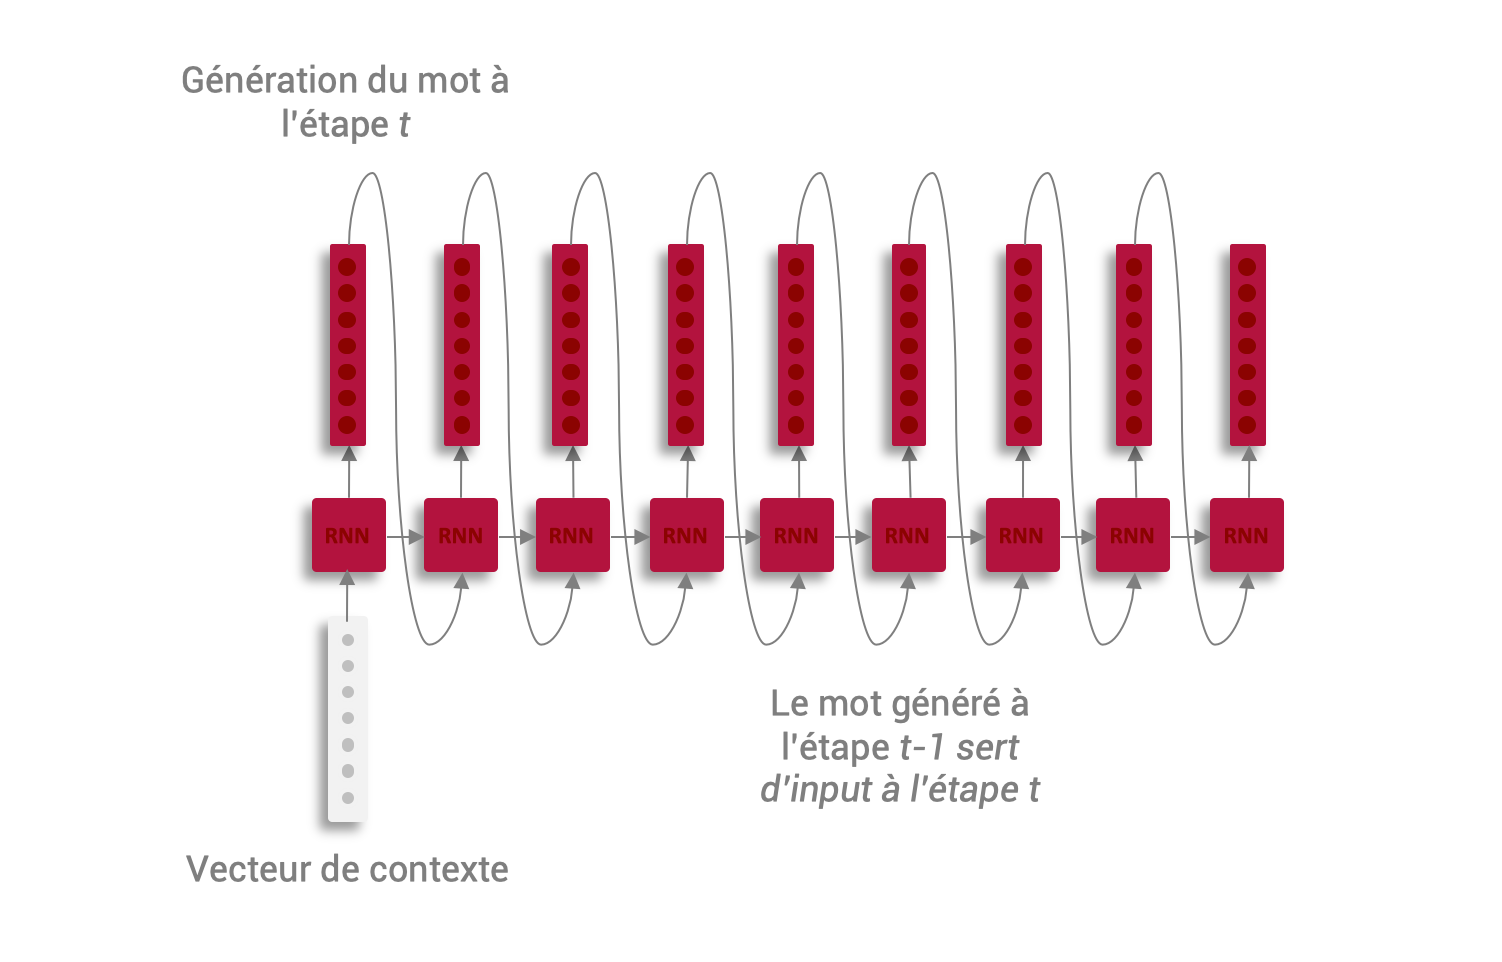 Génération du mot à
l'étape t
RNN RNN RNN RNN RNN RNN RNN RNN RNN
Le mot généré à
l'étape t-1 sert
d'input à l'étape t
Vecteur de contexte